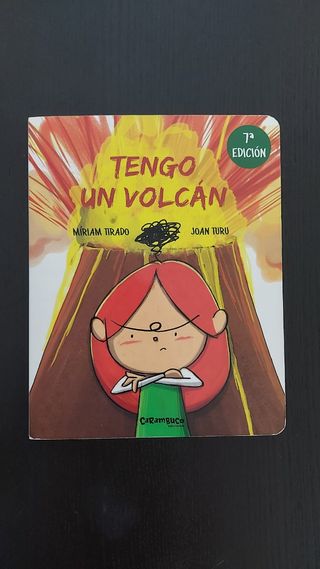 7ª
EDICIÓN
TENGO
UN VOLCÁN
MÍRIAM TIRADO
JOAN TURU
CARAMBUCO